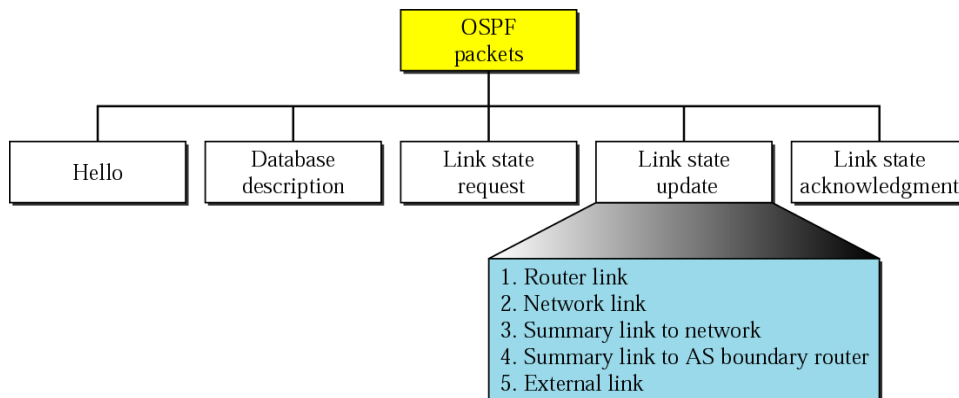 OSPF
packets
Hello
Database
description
Link state
request
Link state
update
Link state
acknowledgment
1. Router link
2. Network link
3. Summary link to network
4. Summary link to AS boundary router
5. External link